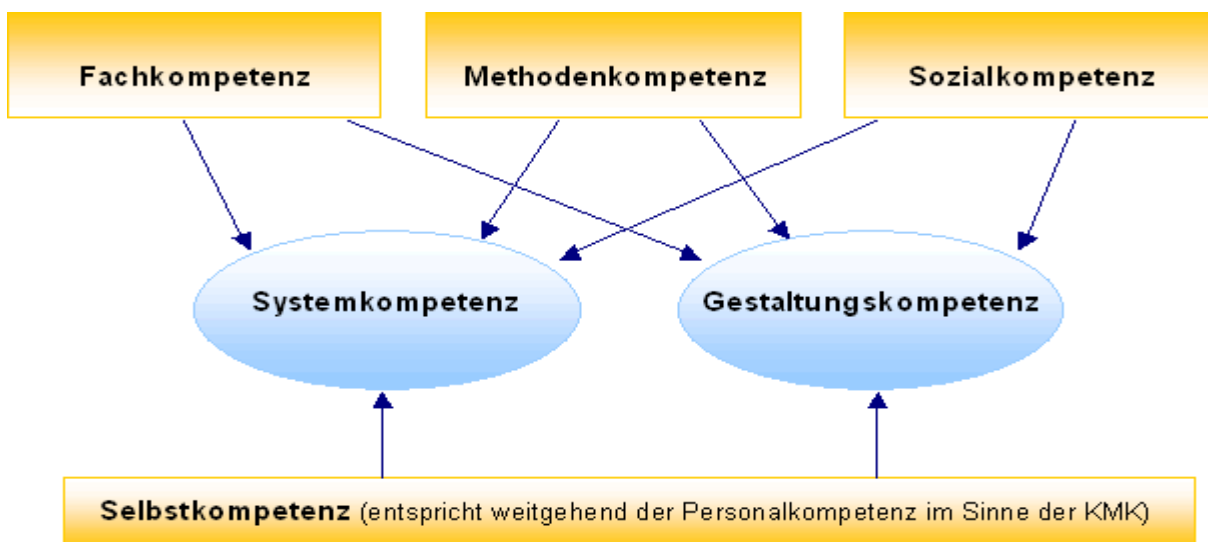 Fachkompetenz
Methodenkompetenz
Sozialkompetenz
Systemkompetenz
Gestaltungskompetenz
Selbstkompetenz (entspricht weitgehend der Personalkompetenz im Sinne der KMK)